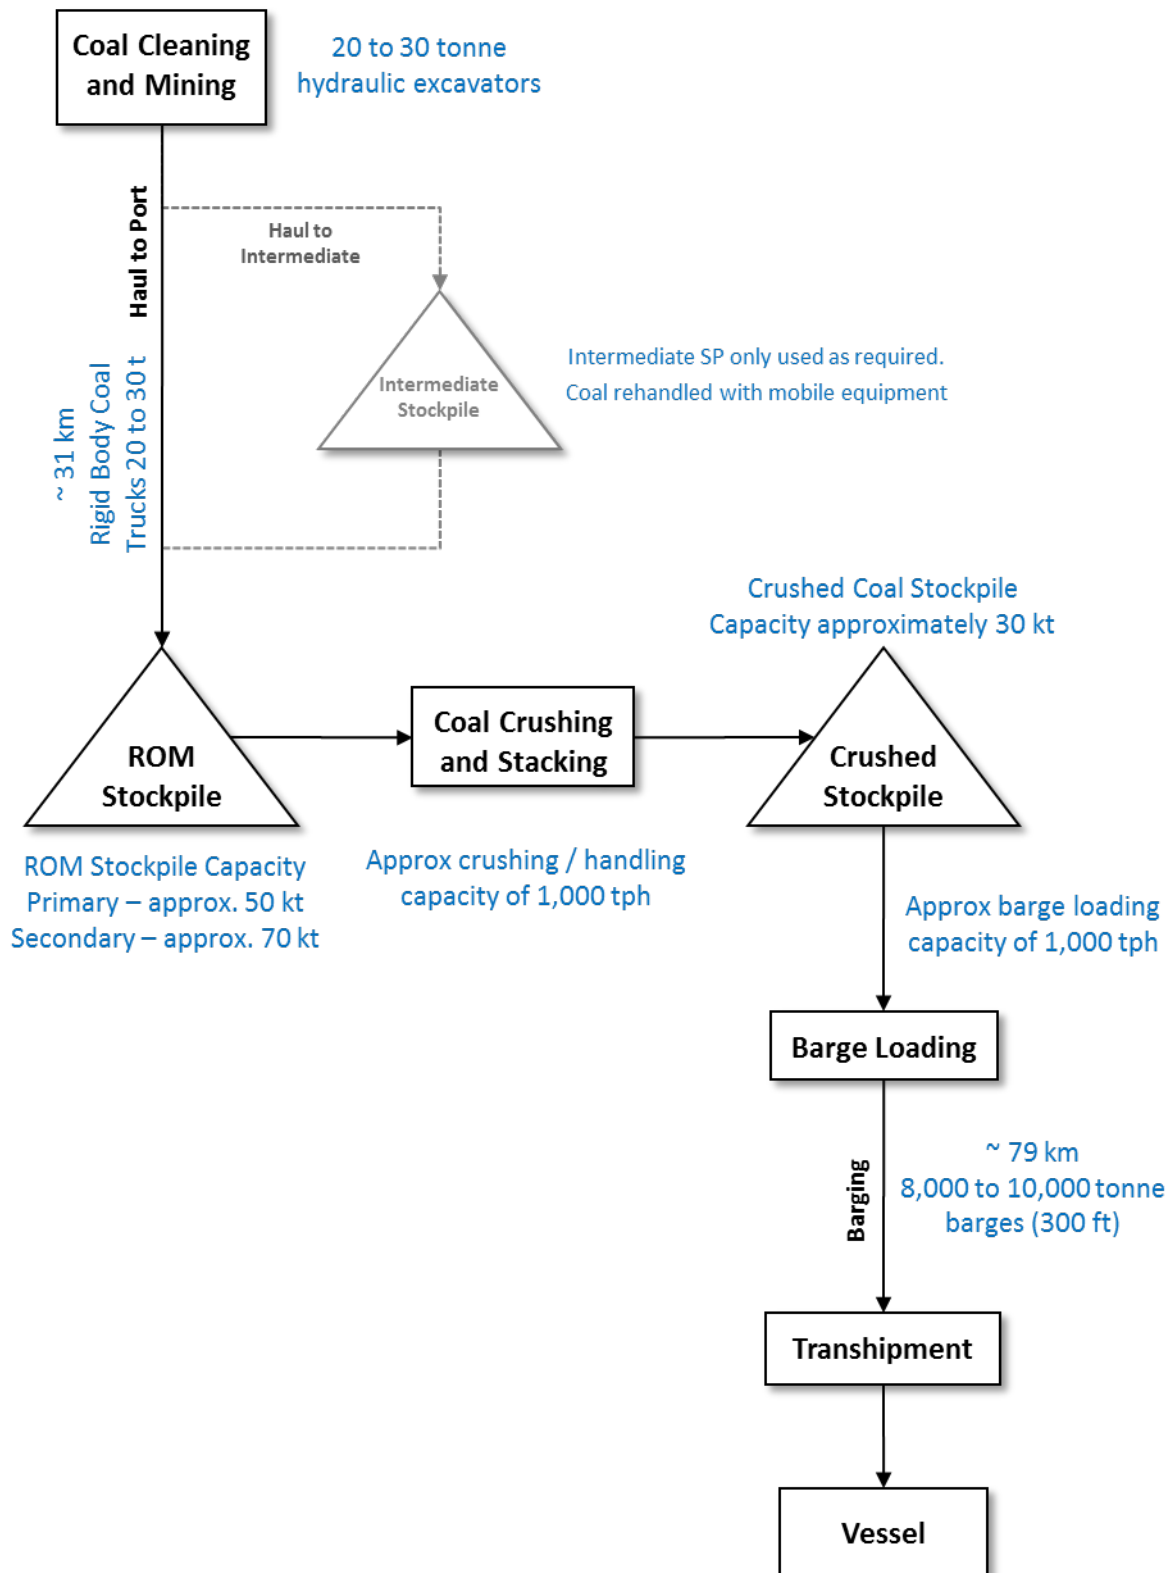 Coal Cleaning
and Mining
20 to 30 tonne
hydraulic excavators
Haul to Port
Haul to
Intermediate
~ 31 km
Rigid Body Coal
Trucks 20 to 30 t
Intermediate
Stockpile
Intermediate SP only used as required.
Coal rehandled with mobile equipment
Crushed Coal Stockpile
Capacity approximately 30 kt
ROM
Stockpile
Coal Crushing
and Stacking
Crushed
Stockpile
ROM Stockpile Capacity
Primary – approx. 50 kt
Secondary – approx. 70 kt
Approx crushing / handling
capacity of 1,000 tph
Approx barge loading
capacity of 1,000 tph
Barge Loading
Barging
~ 79 km
8,000 to 10,000 tonne
barges (300 ft)
Transhipment
Vessel